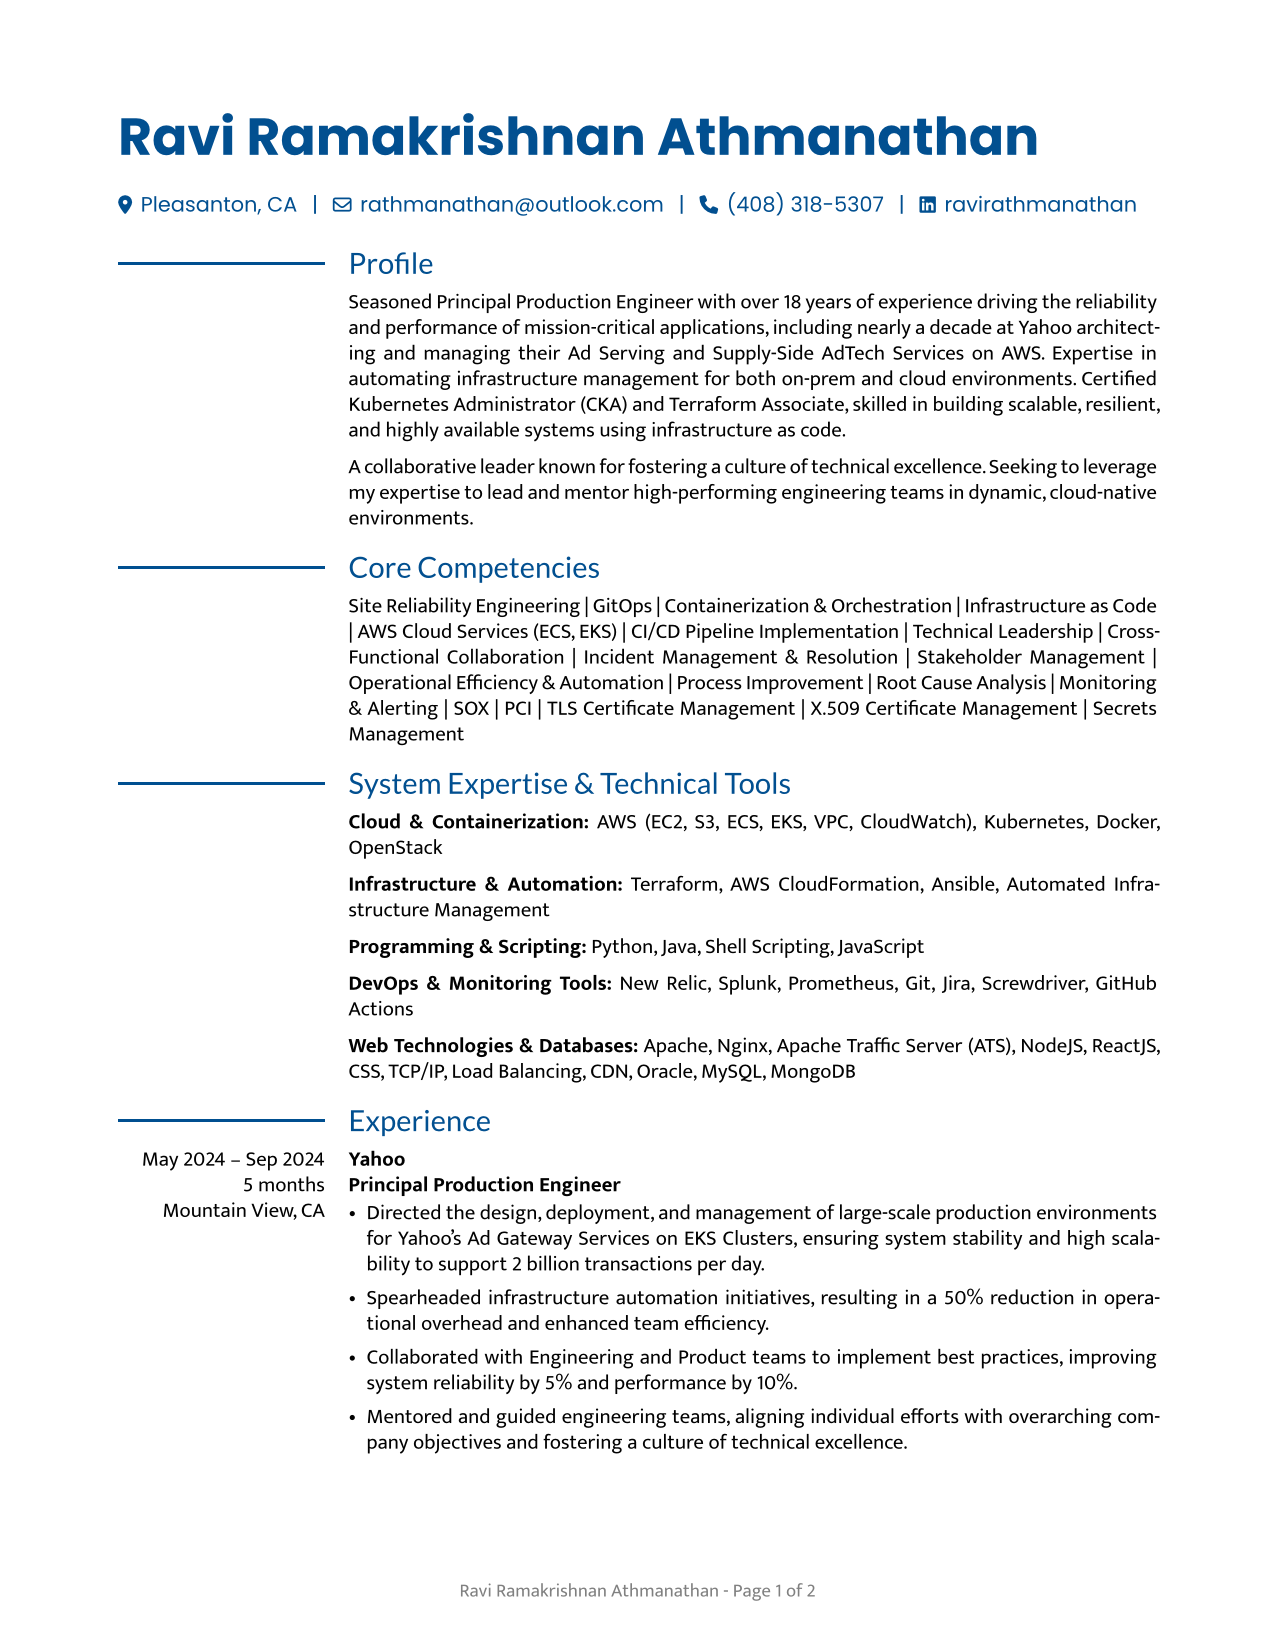 Ravi Ramakrishnan Athmanathan
Pleasanton, CA | rathmanathan@outlook.com | (408) 318-5307 | ravirathmanathan
Profile
Seasoned Principal Production Engineer with over 18 years of experience driving the reliability
and performance of mission-critical applications, including nearly a decade at Yahoo architect-
ing and managing their Ad Serving and Supply-Side AdTech Services on AWS. Expertise in
automating infrastructure management for both on-prem and cloud environments. Certified
Kubernetes Administrator (CKA) and Terraform Associate, skilled in building scalable, resilient,
and highly available systems using infrastructure as code.
A collaborative leader known for fostering a culture of technical excellence. Seeking to leverage
my expertise to lead and mentor high-performing engineering teams in dynamic, cloud-native
environments.
Core Competencies
Site Reliability Engineering | GitOps | Containerization & Orchestration | Infrastructure as Code
| AWS Cloud Services (ECS, EKS) | CI/CD Pipeline Implementation | Technical Leadership | Cross-
Functional Collaboration | Incident Management & Resolution | Stakeholder Management |
Operational Efficiency & Automation | Process Improvement | Root Cause Analysis | Monitoring
& Alerting | SOX | PCI | TLS Certificate Management | X.509 Certificate Management | Secrets
Management
System Expertise & Technical Tools
Cloud & Containerization: AWS (EC2, S3, ECS, EKS, VPC, CloudWatch), Kubernetes, Docker,
OpenStack
Infrastructure & Automation: Terraform, AWS CloudFormation, Ansible, Automated Infra-
structure Management
Programming & Scripting: Python, Java, Shell Scripting, JavaScript
DevOps & Monitoring Tools: New Relic, Splunk, Prometheus, Git, Jira, Screwdriver, GitHub
Actions
Web Technologies & Databases: Apache, Nginx, Apache Traffic Server (ATS), NodeJS, ReactJS,
CSS, TCP/IP, Load Balancing, CDN, Oracle, MySQL, MongoDB
Experience
May 2024 – Sep 2024
5 months
Mountain View, CA
Yahoo
Principal Production Engineer
• Directed the design, deployment, and management of large-scale production environments
for Yahoo's Ad Gateway Services on EKS Clusters, ensuring system stability and high scala-
bility to support 2 billion transactions per day.
• Spearheaded infrastructure automation initiatives, resulting in a 50% reduction in opera-
tional overhead and enhanced team efficiency.
• Collaborated with Engineering and Product teams to implement best practices, improving
system reliability by 5% and performance by 10%.
• Mentored and guided engineering teams, aligning individual efforts with overarching com-
pany objectives and fostering a culture of technical excellence.
Ravi Ramakrishnan Athmanathan - Page 1 of 2